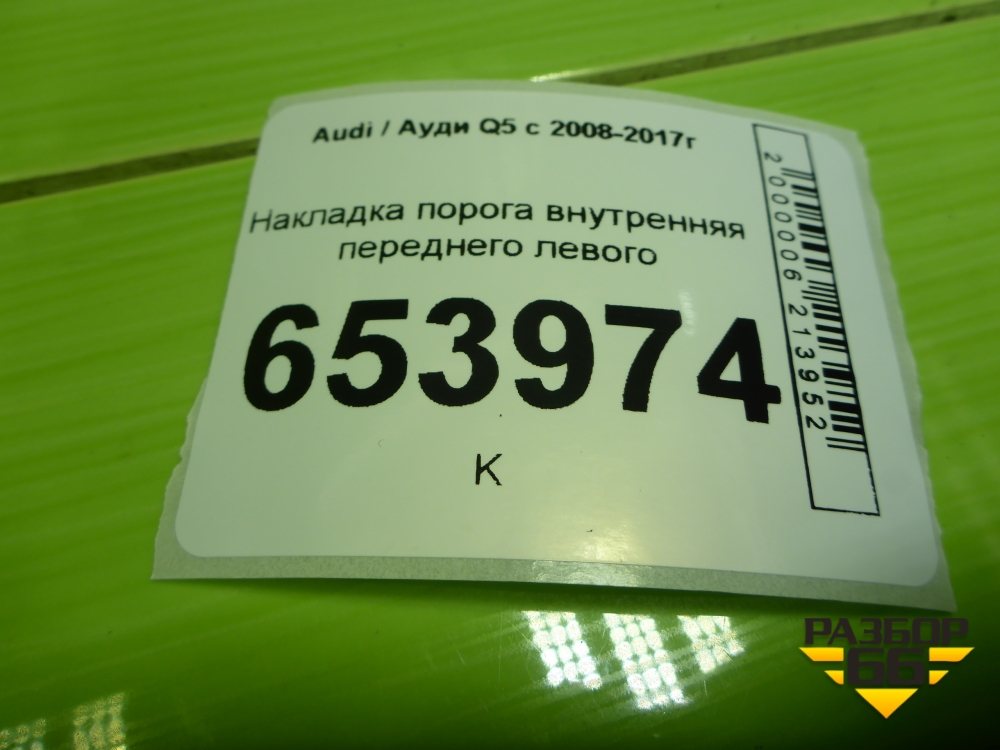 Audi / Ауди Q5 с 2008-2017г
Накладка порога внутренняя
переднего левого
653974
К
2000006213952
РАЗБОР
66